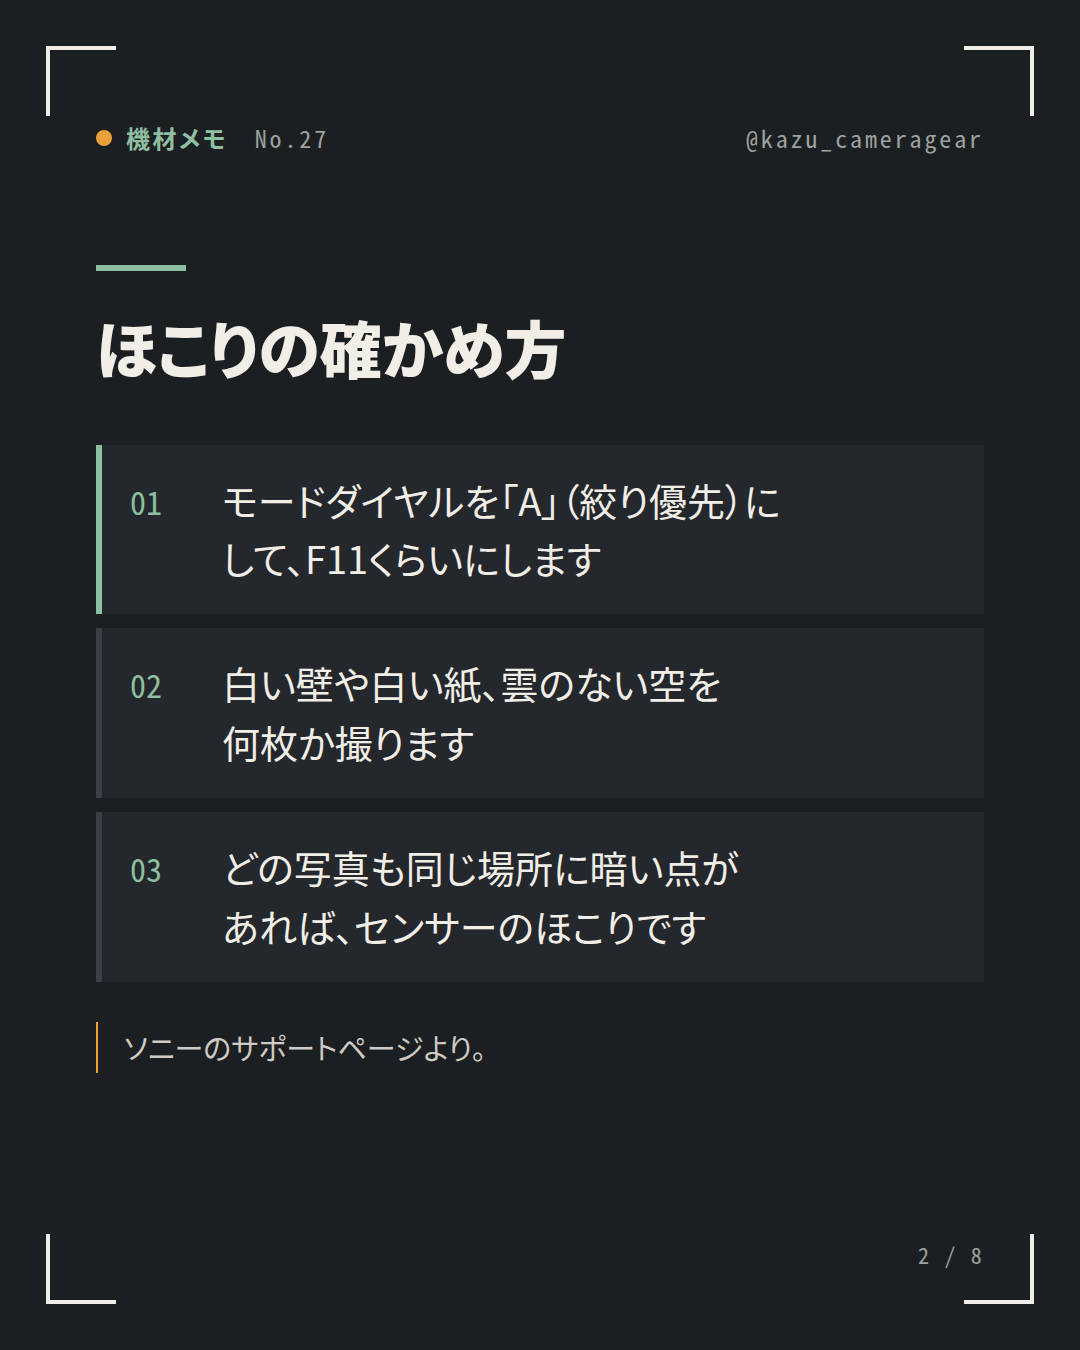 機材メモ No.27
@kazu_cameragear
ほこりの確かめ方
01
モードダイヤルを「A」（絞り優先）に
して、F11くらいにします
02
白い壁や白い紙、雲のない空を
何枚か撮ります
03
どの写真も同じ場所に暗い点が
あれば、センサーのほこりです
ソニーのサポートページより。
2 / 8